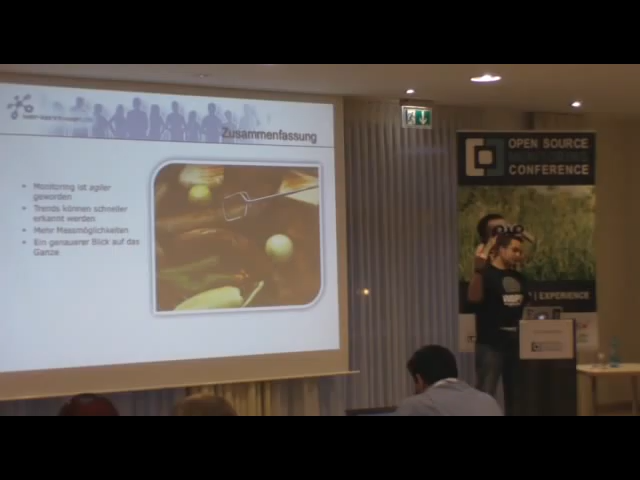 Zusammenfassung
Monitoring ist agiler
geworden
Trends können schneller
erkannt werden
Mehr Messmöglichkeiten
Ein genauerer Blick auf das
Ganze
OPEN SOURCE
MONITORING
CONFERENCE
| EXPERIENCE